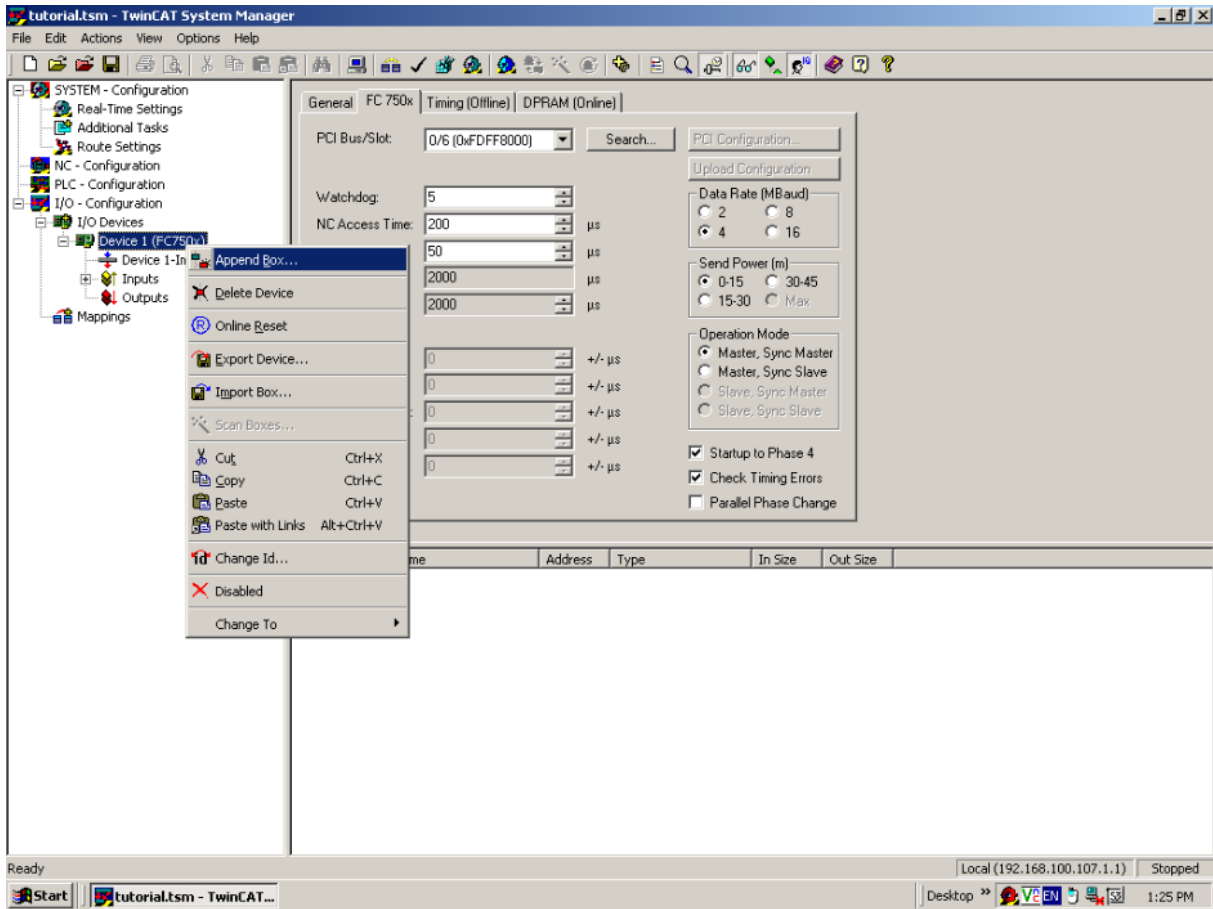 tutorial.tsm - TwinCAT System Manager
File Edit Actions View Options Help
SYSTEM - Configuration
Real-Time Settings
Additional Tasks
Route Settings
NC - Configuration
PLC - Configuration
I/O - Configuration
I/O Devices
Device 1 (FC750x)
Device 1-In
Inputs
Outputs
Mappings
Append Box...
Delete Device
Online Reset
Export Device...
Import Box...
Scan Boxes...
Cut Ctrl+X
Copy Ctrl+C
Paste Ctrl+V
Paste with Links Alt+Ctrl+V
Change Id...
Disabled
Change To
General FC 750x Timing (Offline) DPRAM (Online)
PCI Bus/Slot: 0/6 (0xFDFF8000) Search... PCI Configuration...
Upload Configuration
Watchdog: 5
NC Access Time: 200 µs
50 µs
2000 µs
2000 µs
0 +/- µs
0 +/- µs
: 0 +/- µs
0 +/- µs
0 +/- µs
Data Rate (MBaud)
2 8
4 16
Send Power (m)
0-15 30-45
15-30 Max
Operation Mode
Master, Sync Master
Master, Sync Slave
Slave, Sync Master
Slave, Sync Slave
Startup to Phase 4
Check Timing Errors
Parallel Phase Change
me Address Type In Size Out Size
Ready Local (192.168.100.107.1.1) Stopped
Start tutorial.tsm - TwinCAT... Desktop » EN 1:25 PM